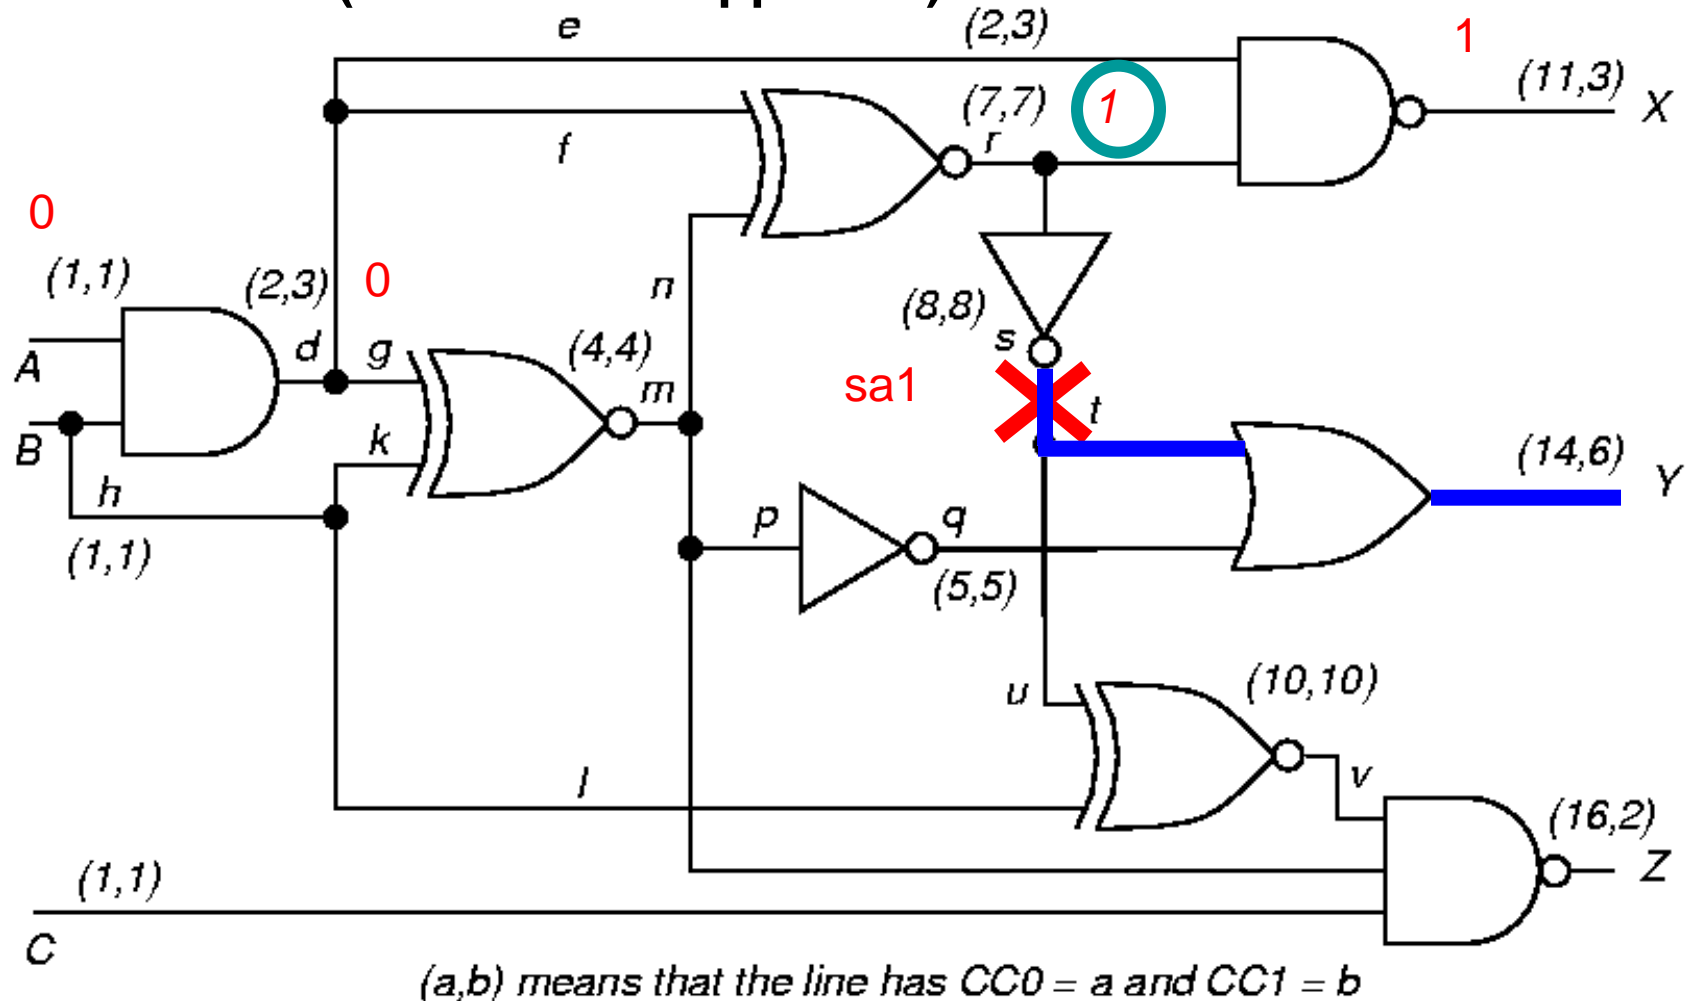 e
(2,3)
1
(11,3)
X
(7,7)
1
f
r
0
(1,1)
(2,3)
0
n
(8,8)
s
A
d
g
(4,4)
m
sa1
t
B
k
h
(1,1)
p
q
(5,5)
(14,6)
Y
u
(10,10)
l
v
(16,2)
Z
(1,1)
C
(a,b) means that the line has CC0 = a and CC1 = b